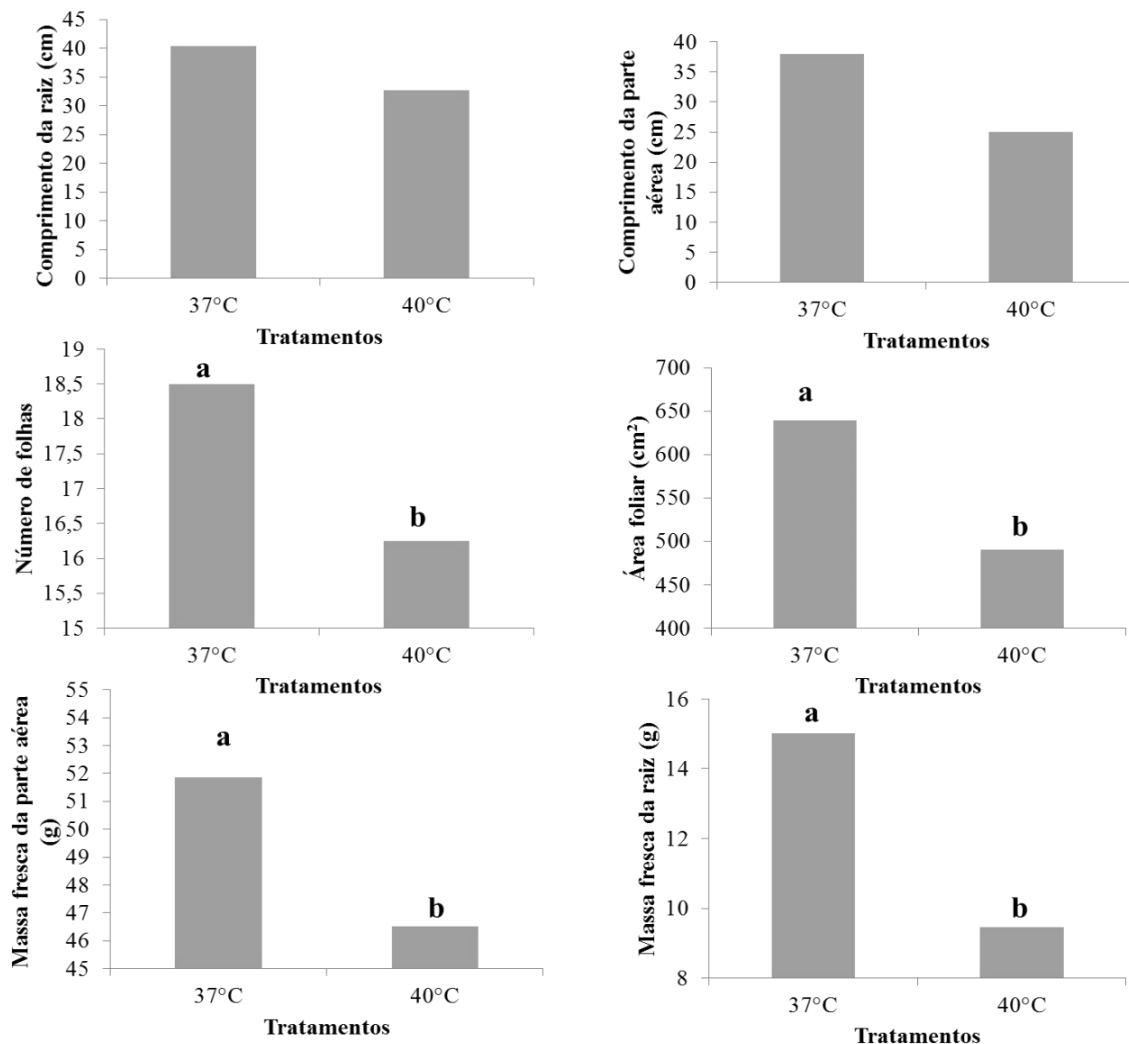 Comprimento da raiz (cm)
45
40
35
30
25
20
15
10
5
0
37°C
40°C
Tratamentos
Comprimento da parte
aérea (cm)
40
35
30
25
20
15
10
5
0
37°C
40°C
Tratamentos
Número de folhas
19
18,5
18
17,5
17
16,5
16
15,5
15
a
b
37°C
40°C
Tratamentos
Área foliar (cm²)
700
650
600
550
500
450
400
a
b
37°C
40°C
Tratamentos
Massa fresca da parte aérea
(g)
55
54
53
52
51
50
49
48
47
46
45
a
b
37°C
40°C
Tratamentos
Massa fresca da raiz (g)
16
14
12
10
8
a
b
37°C
40°C
Tratamentos